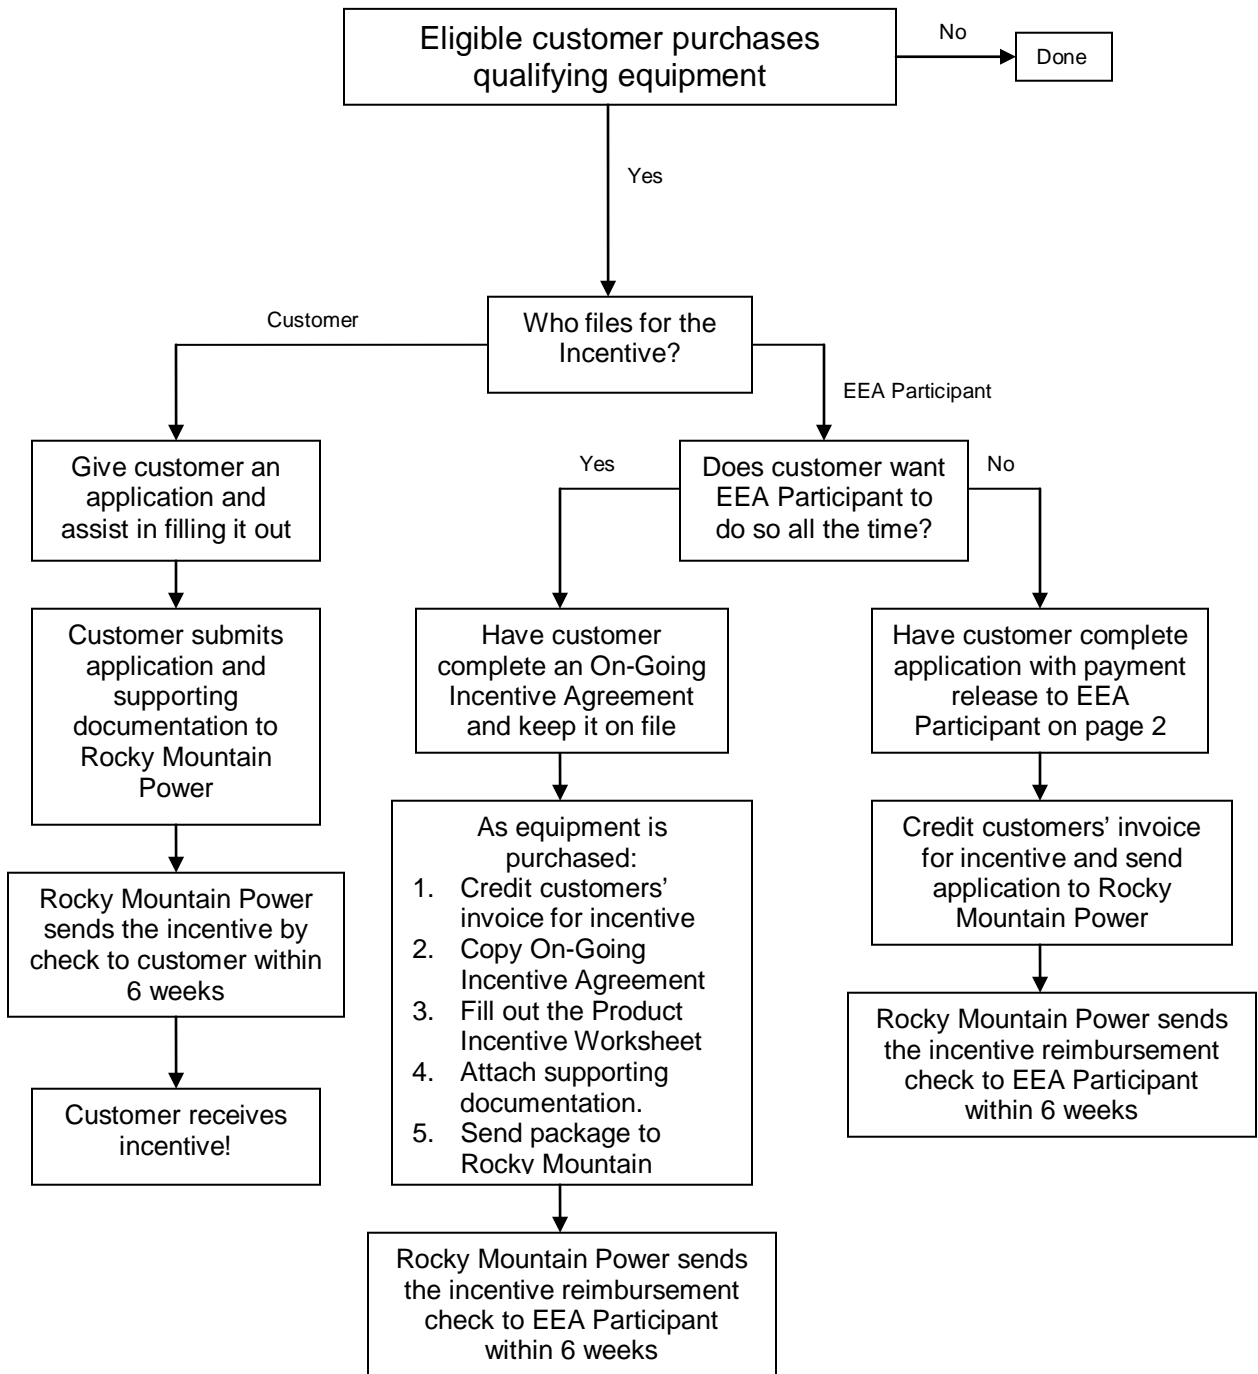 Eligible customer purchases
qualifying equipment
No
Done
Yes
Who files for the
Incentive?
Customer
EEA Participant
Give customer an
application and
assist in filling it out
Customer submits
application and
supporting
documentation to
Rocky Mountain
Power
Rocky Mountain Power
sends the incentive by
check to customer within
6 weeks
Customer receives
incentive!
Does customer want
EEA Participant to
do so all the time?
Yes
No
Have customer
complete an On-Going
Incentive Agreement
and keep it on file
As equipment is
purchased:
1. Credit customers’
invoice for incentive
2. Copy On-Going
Incentive Agreement
3. Fill out the Product
Incentive Worksheet
4. Attach supporting
documentation.
5. Send package to
Rocky Mountain
Rocky Mountain Power sends
the incentive reimbursement
check to EEA Participant
within 6 weeks
Have customer complete
application with payment
release to EEA
Participant on page 2
Credit customers’ invoice
for incentive and send
application to Rocky
Mountain Power
Rocky Mountain Power sends
the incentive reimbursement
check to EEA Participant
within 6 weeks